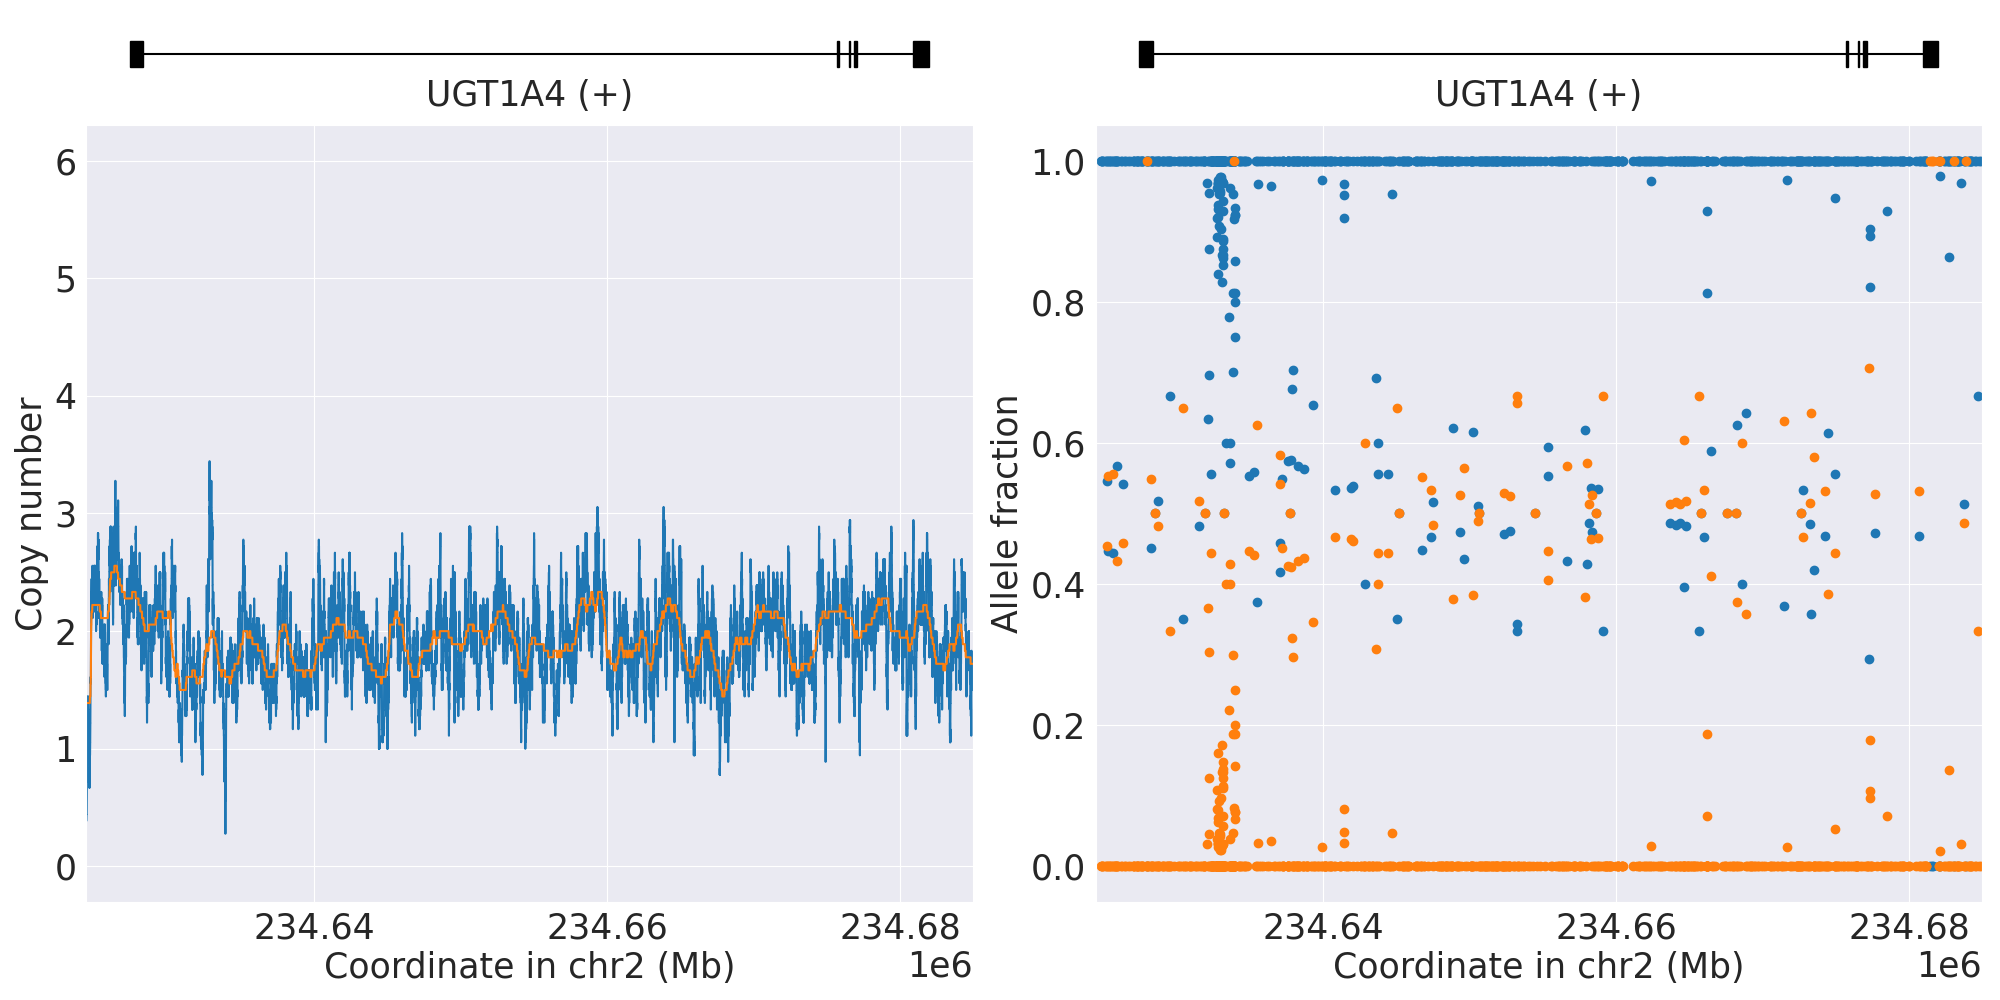 UGT1A4 (+)
Copy number
6
5
4
3
2
1
0
234.64 234.66 234.68
Coordinate in chr2 (Mb)
1e6
UGT1A4 (+)
Allele fraction
1.0
0.8
0.6
0.4
0.2
0.0
234.64 234.66 234.68
Coordinate in chr2 (Mb)
1e6